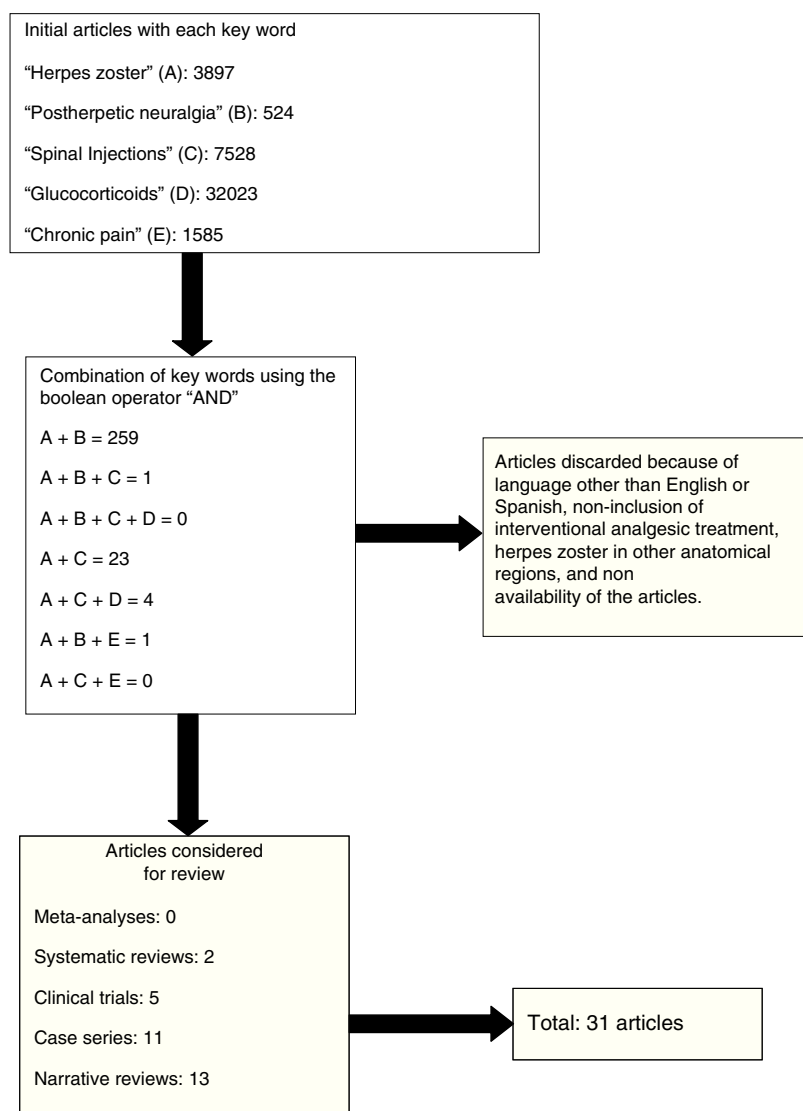 Initial articles with each key word
“Herpes zoster” (A): 3897
“Postherpetic neuralgia” (B): 524
“Spinal Injections” (C): 7528
“Glucocorticoids” (D): 32023
“Chronic pain” (E): 1585
Combination of key words using the
boolean operator “AND”
A + B = 259
A + B + C = 1
A + B + C + D = 0
A + C = 23
A + C + D = 4
A + B + E = 1
A + C + E = 0
Articles discarded because of
language other than English or
Spanish, non-inclusion of
interventional analgesic treatment,
herpes zoster in other anatomical
regions, and non
availability of the articles.
Articles considered
for review
Meta-analyses: 0
Systematic reviews: 2
Clinical trials: 5
Case series: 11
Narrative reviews: 13
Total: 31 articles